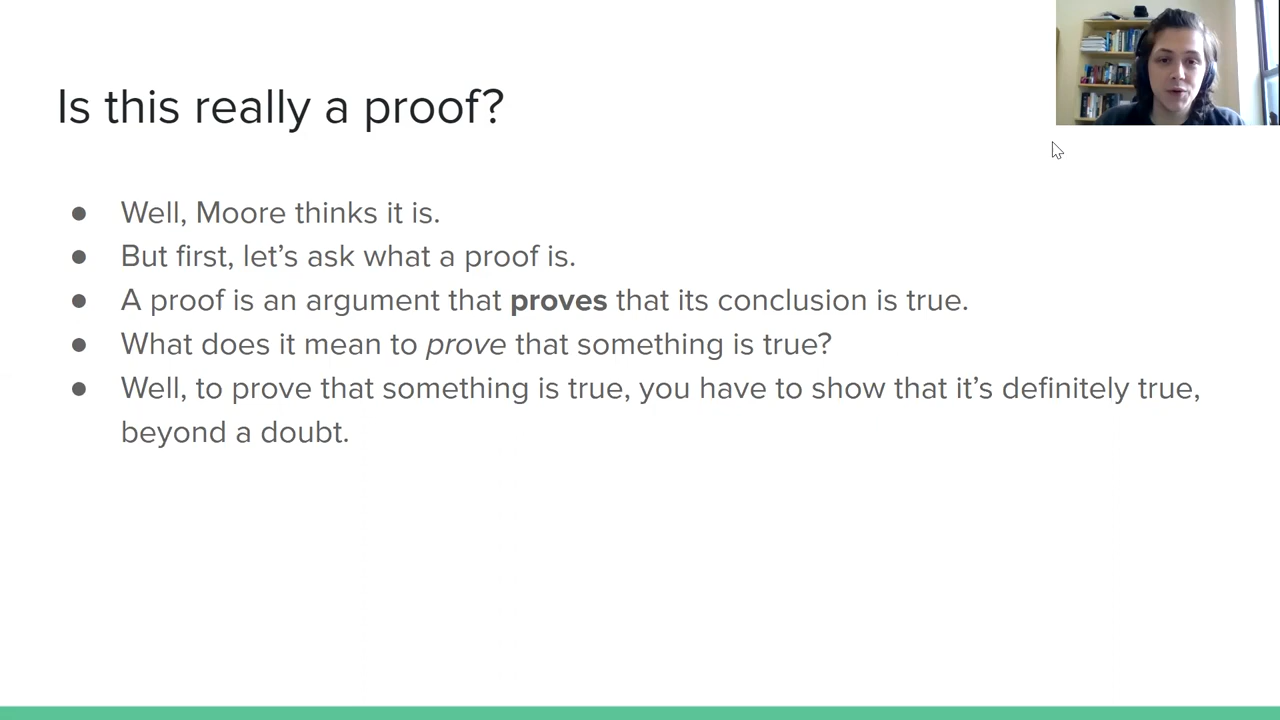 Is this really a proof?
● Well, Moore thinks it is.
● But first, let’s ask what a proof is.
● A proof is an argument that proves that its conclusion is true.
● What does it mean to prove that something is true?
● Well, to prove that something is true, you have to show that it’s definitely true,
beyond a doubt.